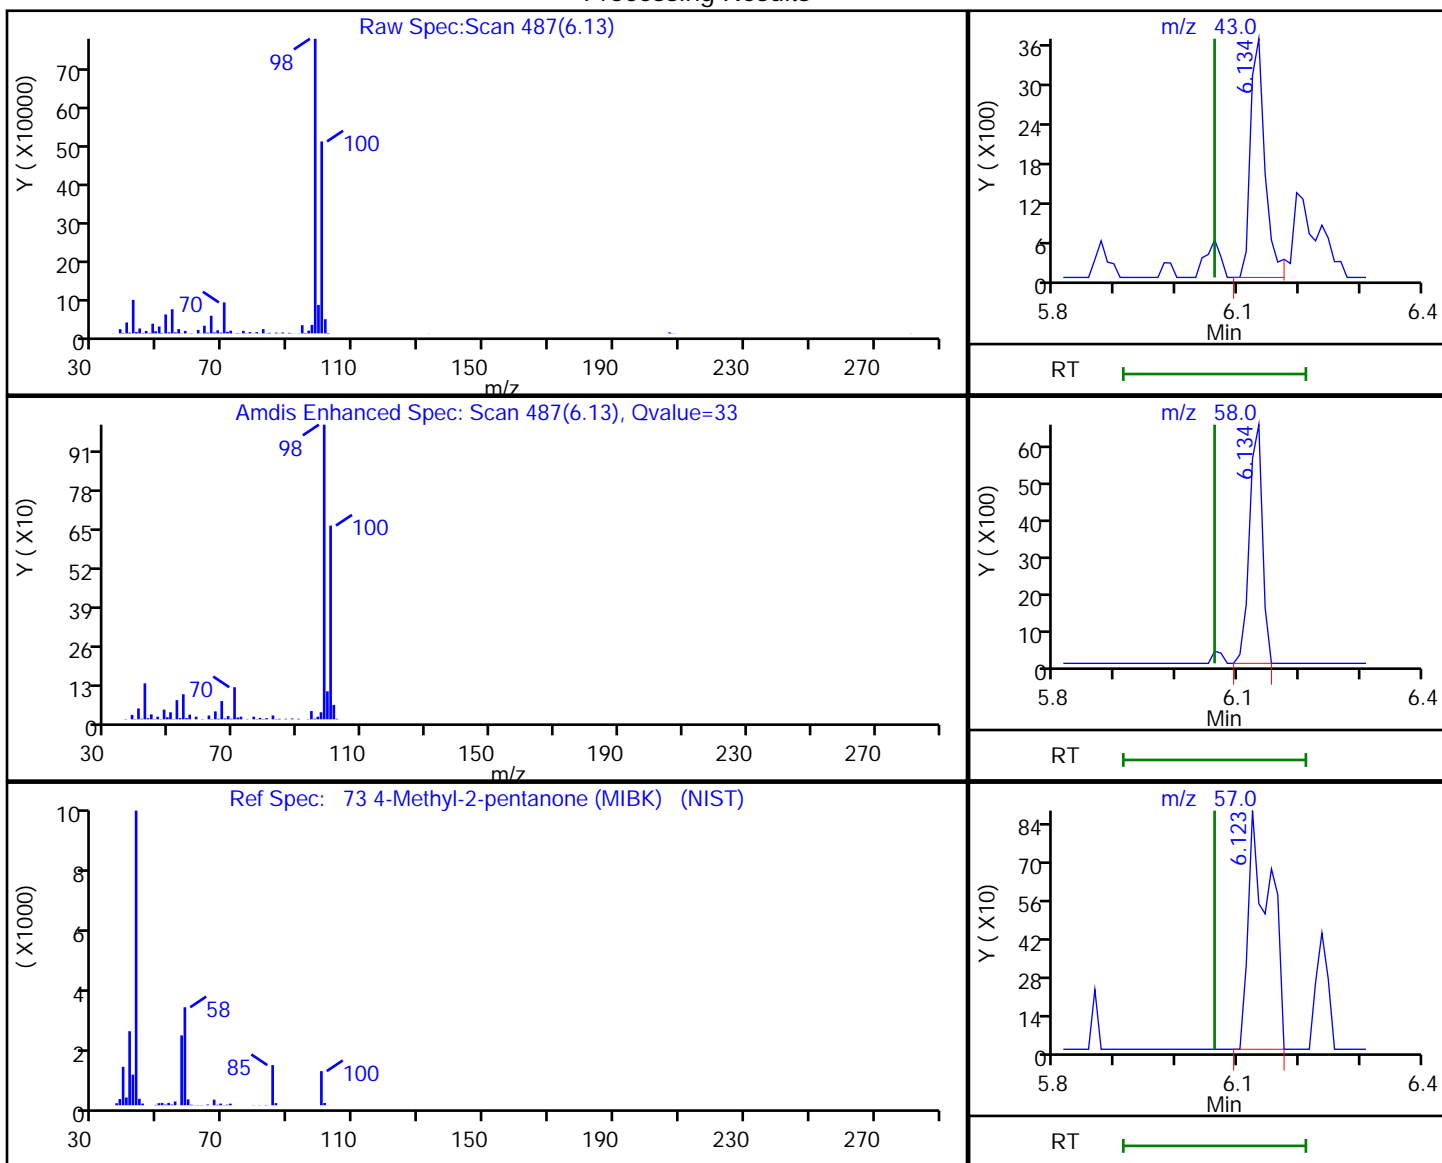 Raw Spec:Scan 487(6.13)
Y ( X10000)
70
60
50
40
30
20
10
0
98
100
70
30 70 110 150 190 230 270
m/z
m/z 43.0
Y ( X100)
36
30
24
18
12
6
0
6.134
5.8 6.1 6.4
Min
RT
Amdis Enhanced Spec: Scan 487(6.13), Qvalue=33
Y ( X10)
91
78
65
52
39
26
13
0
98
100
70
30 70 110 150 190 230 270
m/z
m/z 58.0
Y ( X100)
60
50
40
30
20
10
0
6.134
5.8 6.1 6.4
Min
RT
Ref Spec: 73 4-Methyl-2-pentanone (MIBK) (NIST)
( X1000)
10
8
6
4
2
0
58
85
100
30 70 110 150 190 230 270
m/z 57.0
Y ( X10)
84
70
56
42
28
14
0
6.123
5.8 6.1 6.4
Min
RT